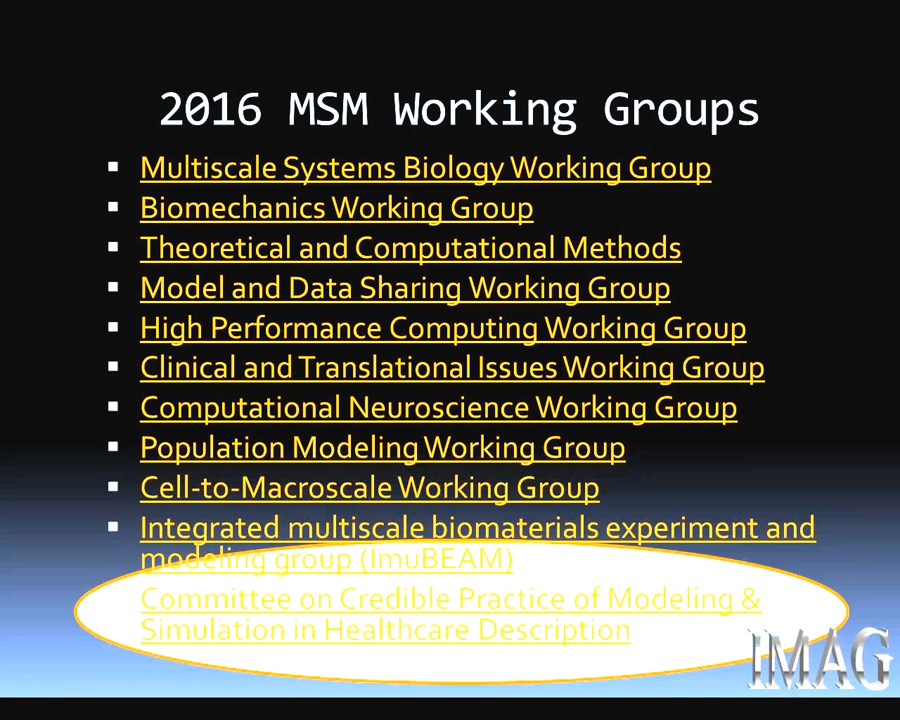 2016 MSM Working Groups
Multiscale Systems Biology Working Group
Biomechanics Working Group
Theoretical and Computational Methods
Model and Data Sharing Working Group
High Performance Computing Working Group
Clinical and Translational Issues Working Group
Computational Neuroscience Working Group
Population Modeling Working Group
Cell-to-Macroscale Working Group
Integrated multiscale biomaterials experiment and
modeling group (ImuBEAM)
Committee on Credible Practice of Modeling &
Simulation in Healthcare Description
IMAG